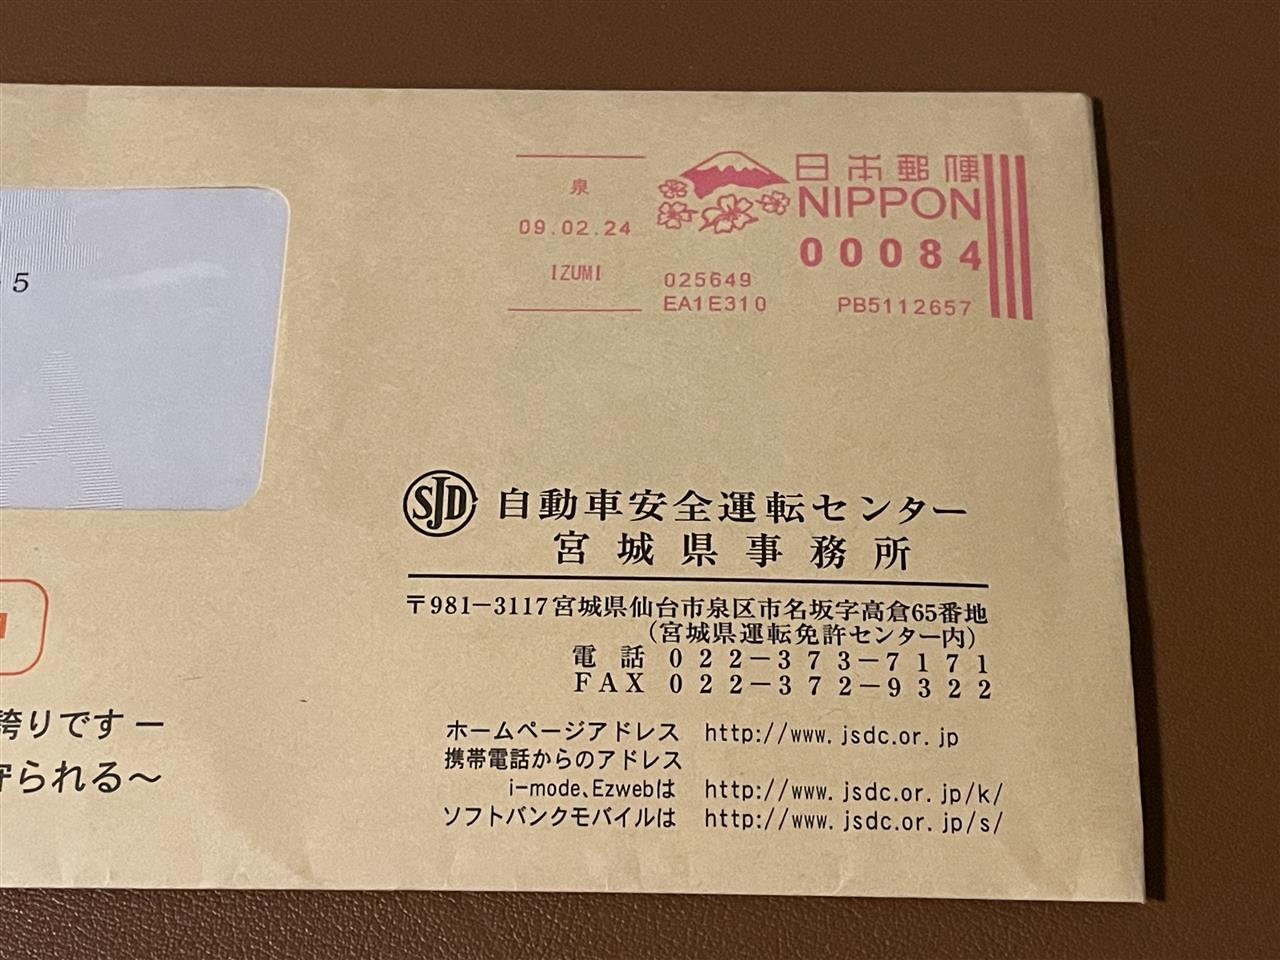 5
泉
09.02.24
IZUMI
日本郵便
NIPPON
00084
025649
EA1E310 PB5112657
SJD 自動車安全運転センター
宮城県事務所
〒981-3117宮城県仙台市泉区市名坂字高倉65番地
(宮城県運転免許センター内)
電話 022-373-7171
FAX 022-372-9322
ホームページアドレス http://www.jsdc.or.jp
携帯電話からのアドレス
i-mode、Ezwebは http://www.jsdc.or.jp/k/
ソフトバンクモバイルは http://www.jsdc.or.jp/s/
誇りですー
守られる〜